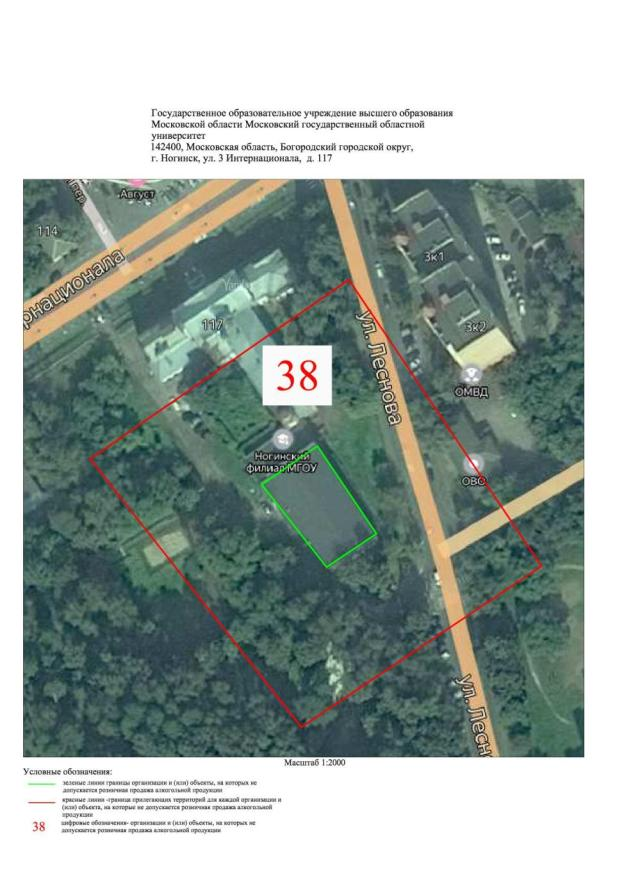 Государственное образовательное учреждение высшего образования
Московской области Московский государственный областной
университет
142400, Московская область, Богородский городской округ,
г. Ногинск, ул. 3 Интернационала, д. 117
Август
114
рнационала
3к1
117
3к2
ул. Леснова
38
ОМВД
Ногинский
филиал МГОУ
ОВО
ул. Лесн
Масштаб 1:2000
Условные обозначения:
зеленые линии границы организации и (или) объекты, на которых не
допускается розничная продажа алкогольной продукции
красные линии -граница прилегающих территорий для каждой организации и
(или) объекта, на которые не допускается розничная продажа алкогольной
продукции
38
цифровые обозначения- организации и (или) объекты, на которых не
допускается розничная продажа алкогольной продукции